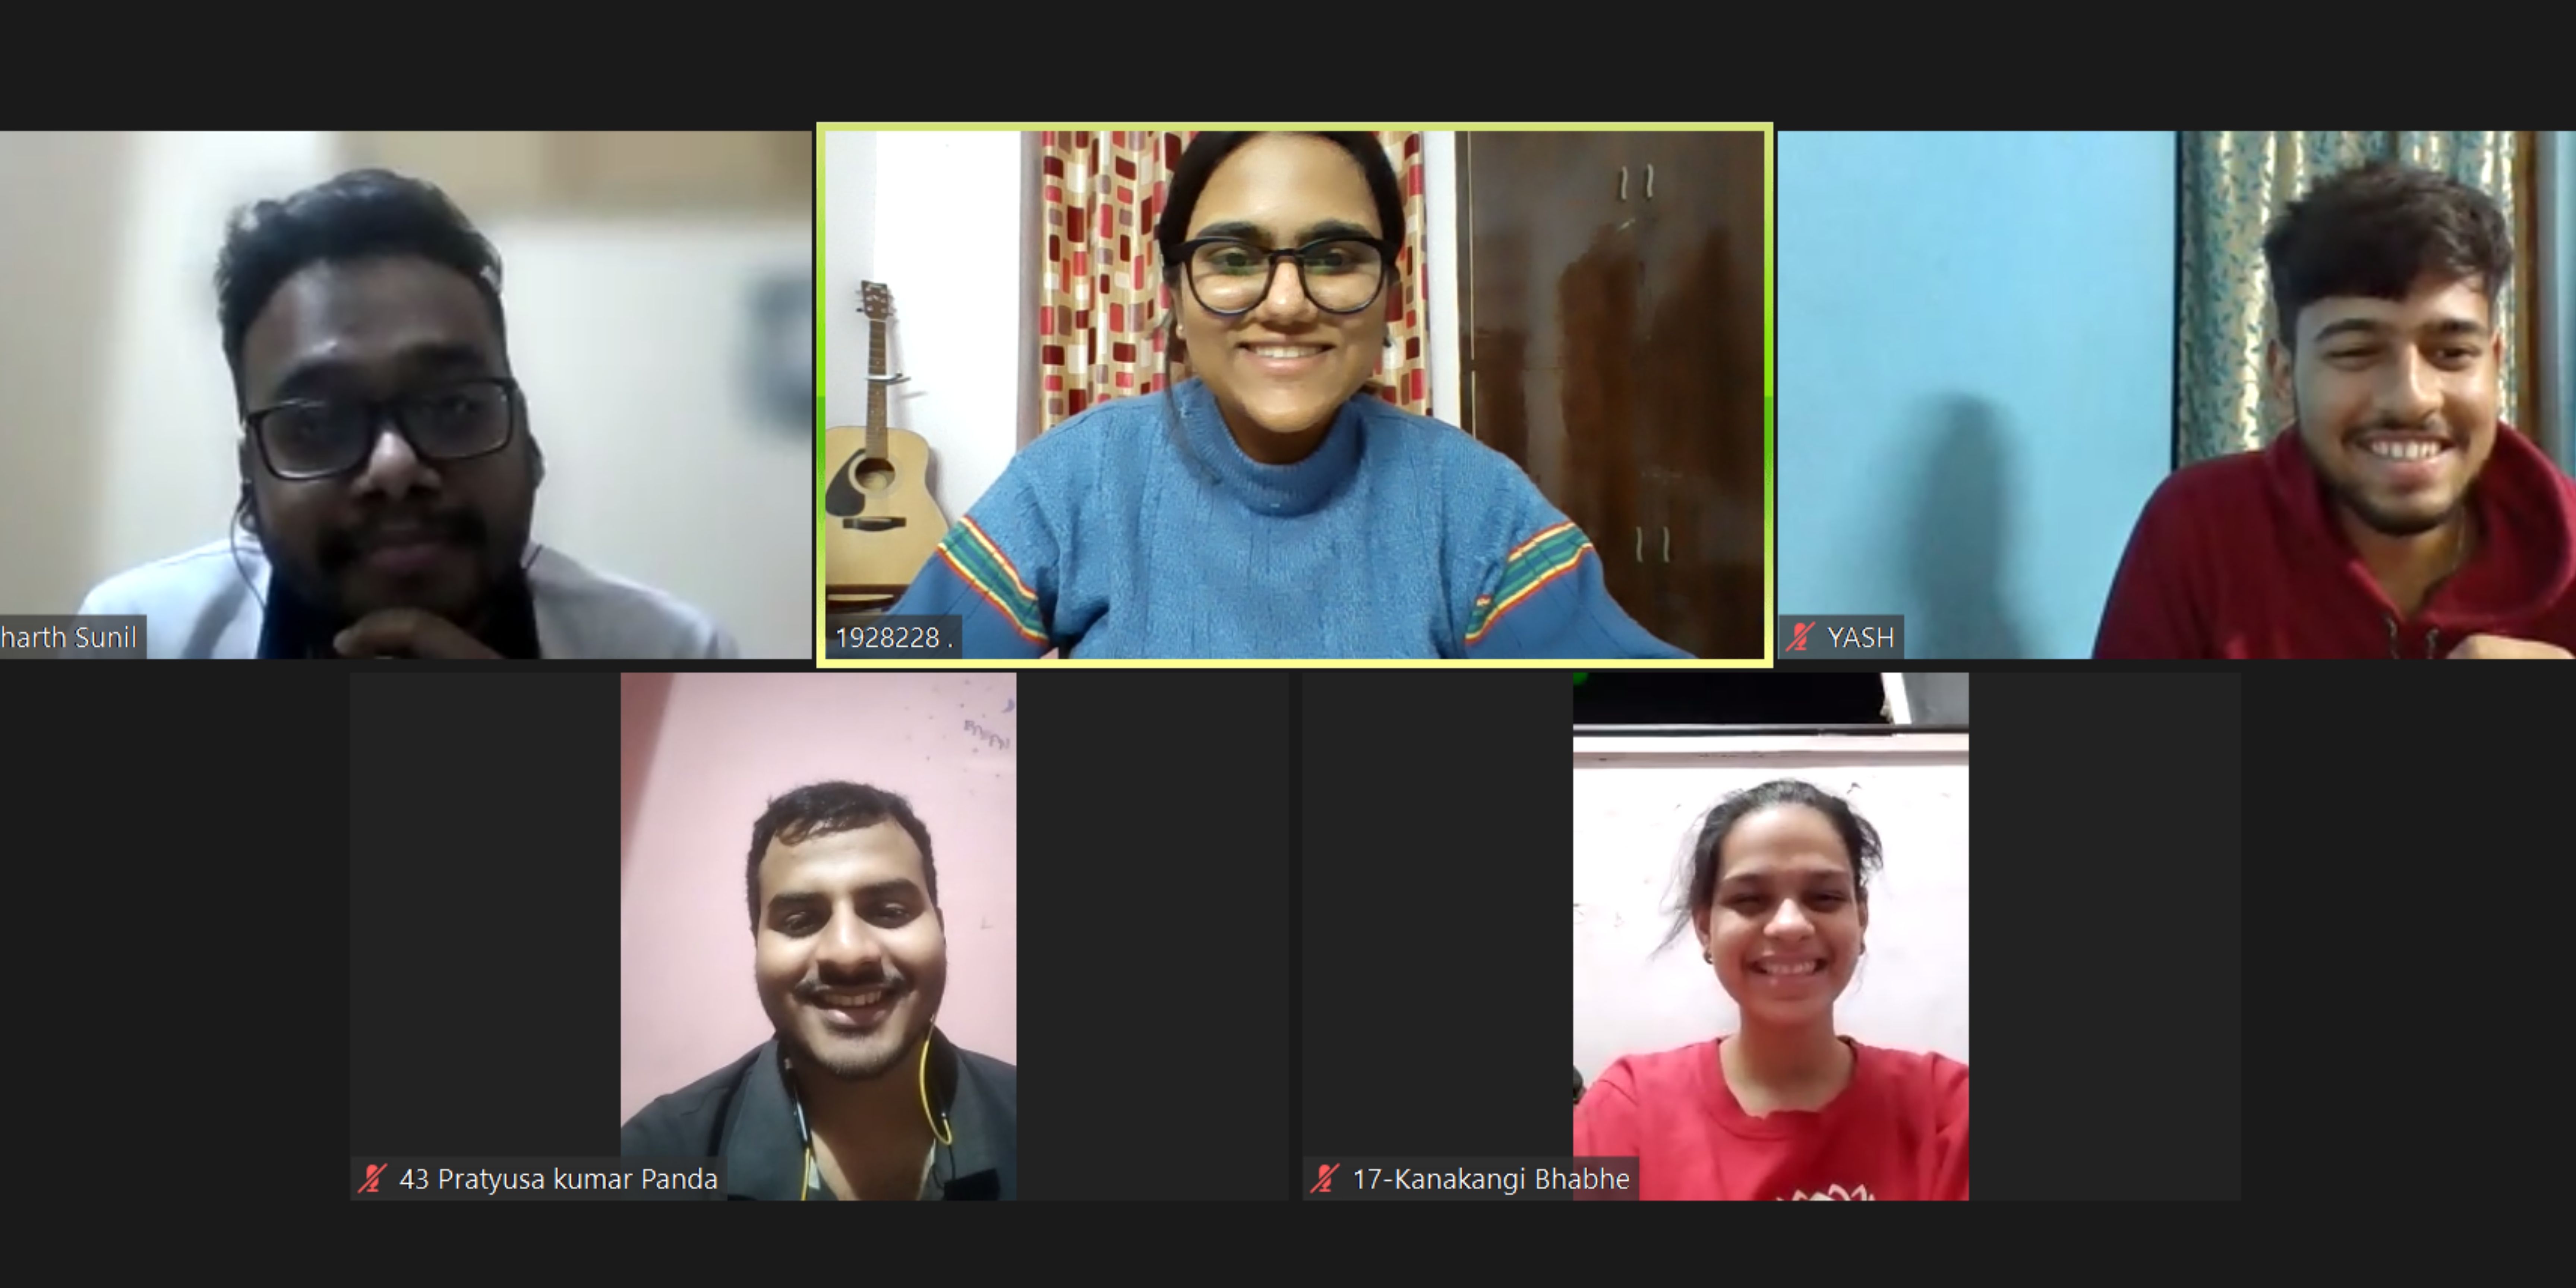 harth Sunil
1928228 .
YASH
43 Pratyusa kumar Panda
17-Kanakangi Bhabhe